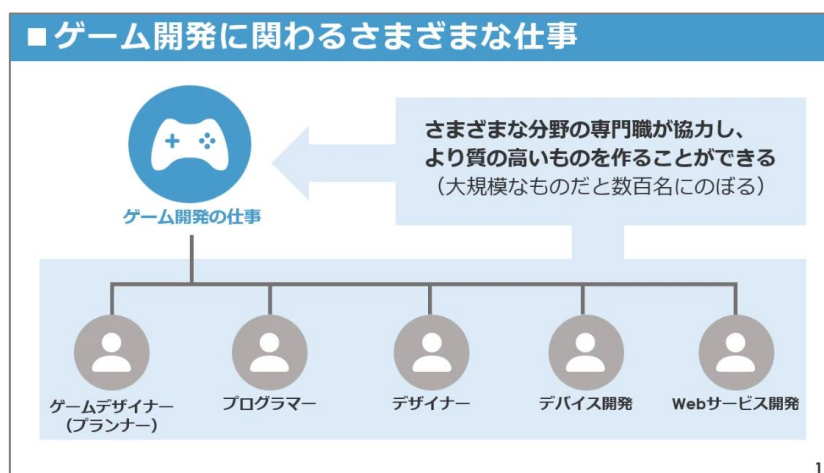 ■ゲーム開発に関わるさまざまな仕事
さまざまな分野の専門職が協力し、
より質の高いものを作ることができる
（大規模なものだと数百名にのぼる）
ゲーム開発の仕事
ゲームデザイナー
(プランナー)
プログラマー
デザイナー
デバイス開発
Webサービス開発
1